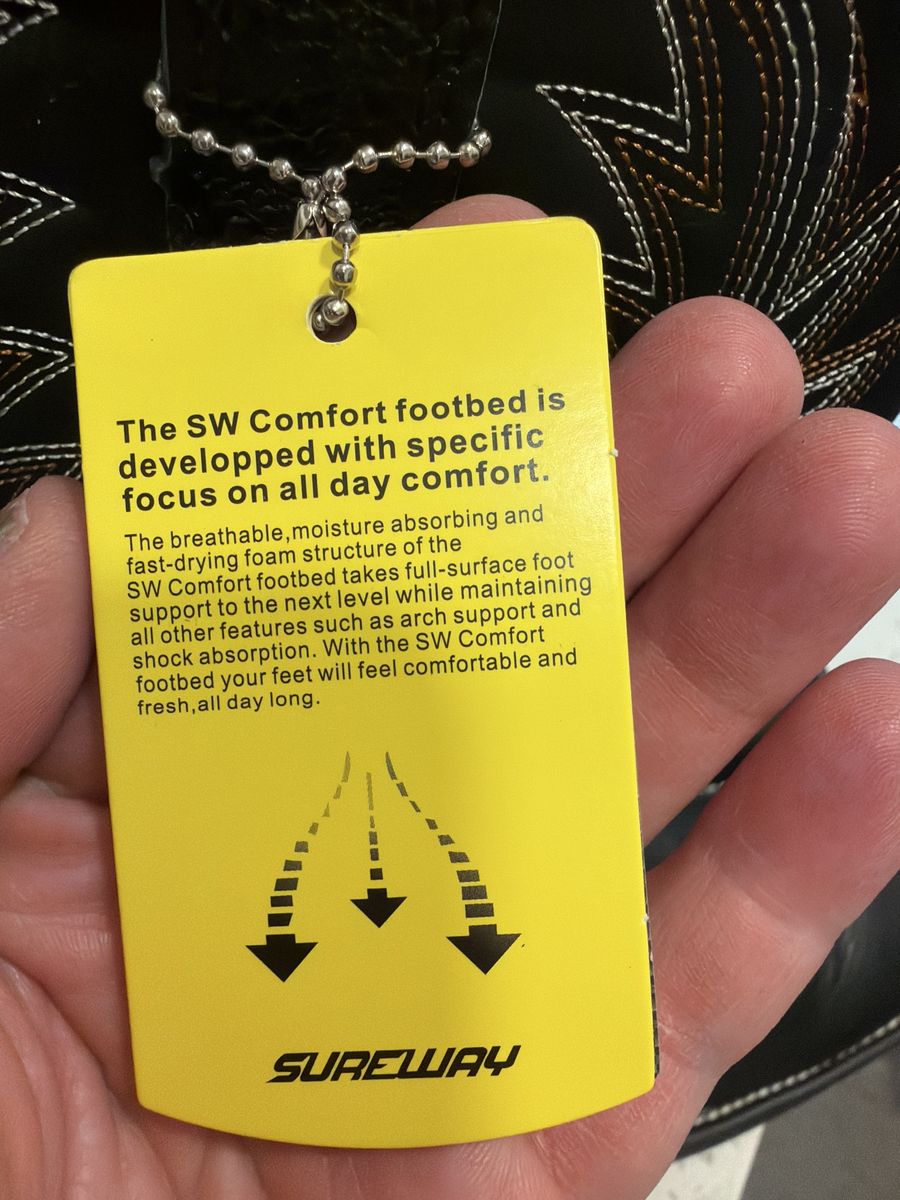 The SW Comfort footbed is
developped with specific
focus on all day comfort.
The breathable,moisture absorbing and
fast-drying foam structure of the
SW Comfort footbed takes full-surface foot
support to the next level while maintaining
all other features such as arch support and
shock absorption. With the SW Comfort
footbed your feet will feel comfortable and
fresh,all day long.
SUREWAY